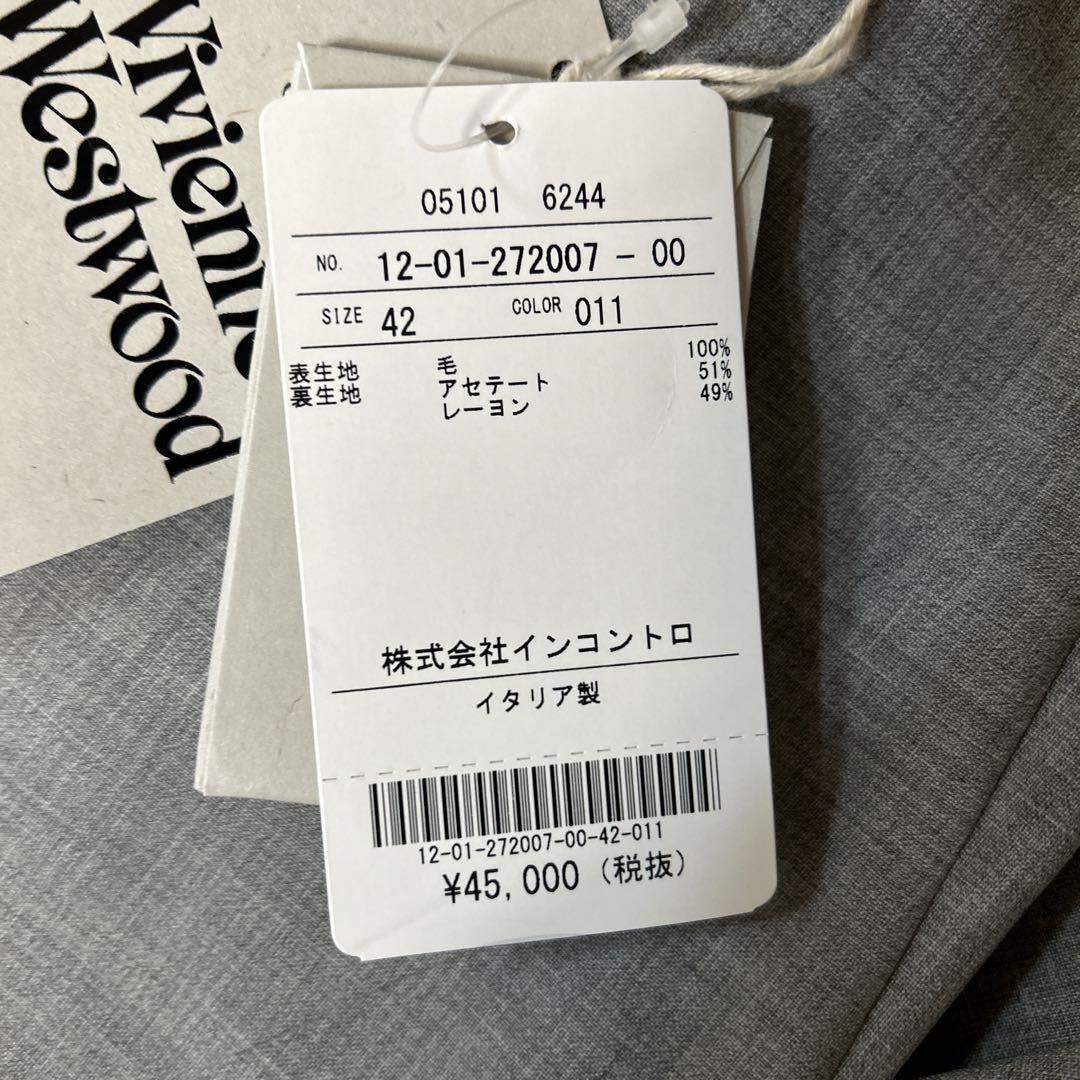 Vivienne
Westwood
05101 6244
NO. 12-01-272007 - 00
SIZE 42 COLOR 011
表生地 毛 100%
裏生地 アセテート 51%
レーヨン 49%
株式会社インコントロ
イタリア製
12-01-272007-00-42-011
¥45,000 (税抜)